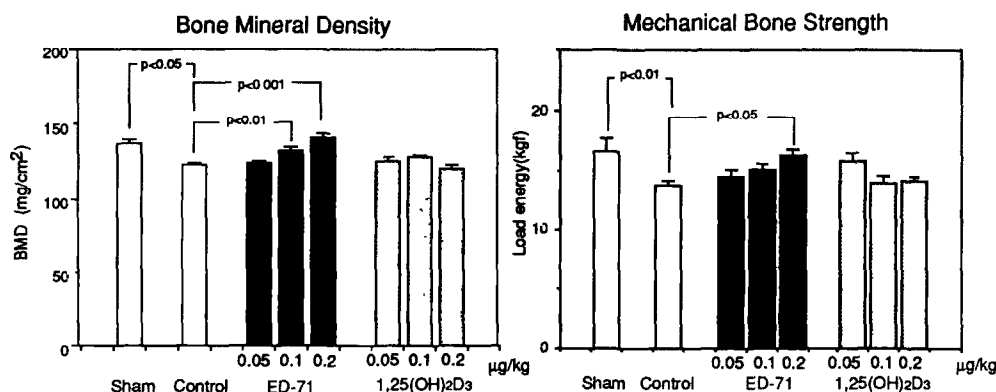 Bone Mineral Density
200
150
100
50
0
BMD (mg/cm²)
p<0.05
p<0 001
p<0.01
0.05 0.1 0.2 0.05 0.1 0.2 μg/kg
Sham Control ED-71 1,25(OH)₂D₃
Mechanical Bone Strength
20
10
0
Load energy(kgf)
p<0.01
p<0.05
0.05 0.1 0.2 0.05 0.1 0.2 μg/kg
Sham Control ED-71 1,25(OH)₂D₃